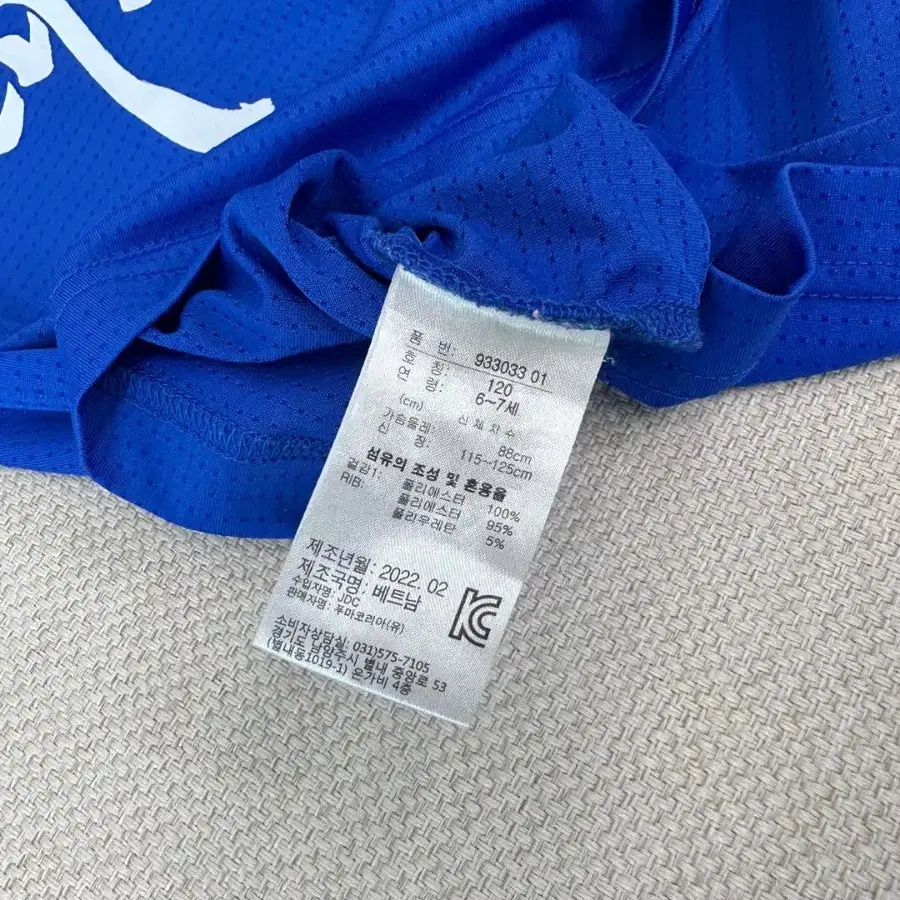 품 번: 933033 01
호 칭: 120
연 령: 6~7세
(cm) 신체치수
가슴둘레: 88cm
신 장: 115~125cm
섬유의 조성 및 혼용율
겉감1: 폴리에스터 100%
RIB: 폴리에스터 95%
폴리우레탄 5%
제조년월: 2022. 02
제조국명: 베트남
수입자명: JDC
판매자명: 푸마코리아(유)
소비자상담실: 031)575-7105
경기도 남양주시 별내 중앙로 53
(별내동1019-1) 운가비 4층